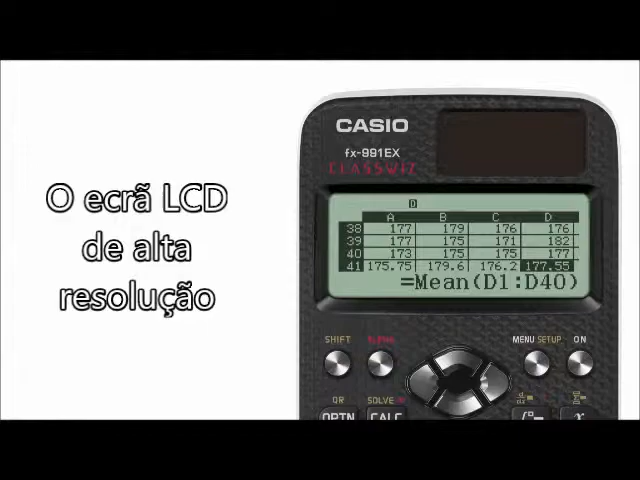 O ecrã LCD
de alta
resolução
CASIO
fx-991EX
CLASSWIZ
D
A B C D
38 177 179 176 176
39 177 175 171 182
40 173 175 175
41 175.75 179.6 176.2 177.55
=Mean(D1:D40)
SHIFT ALPHA MENU SETUP ON
QR SOLVE
OPTN CALC